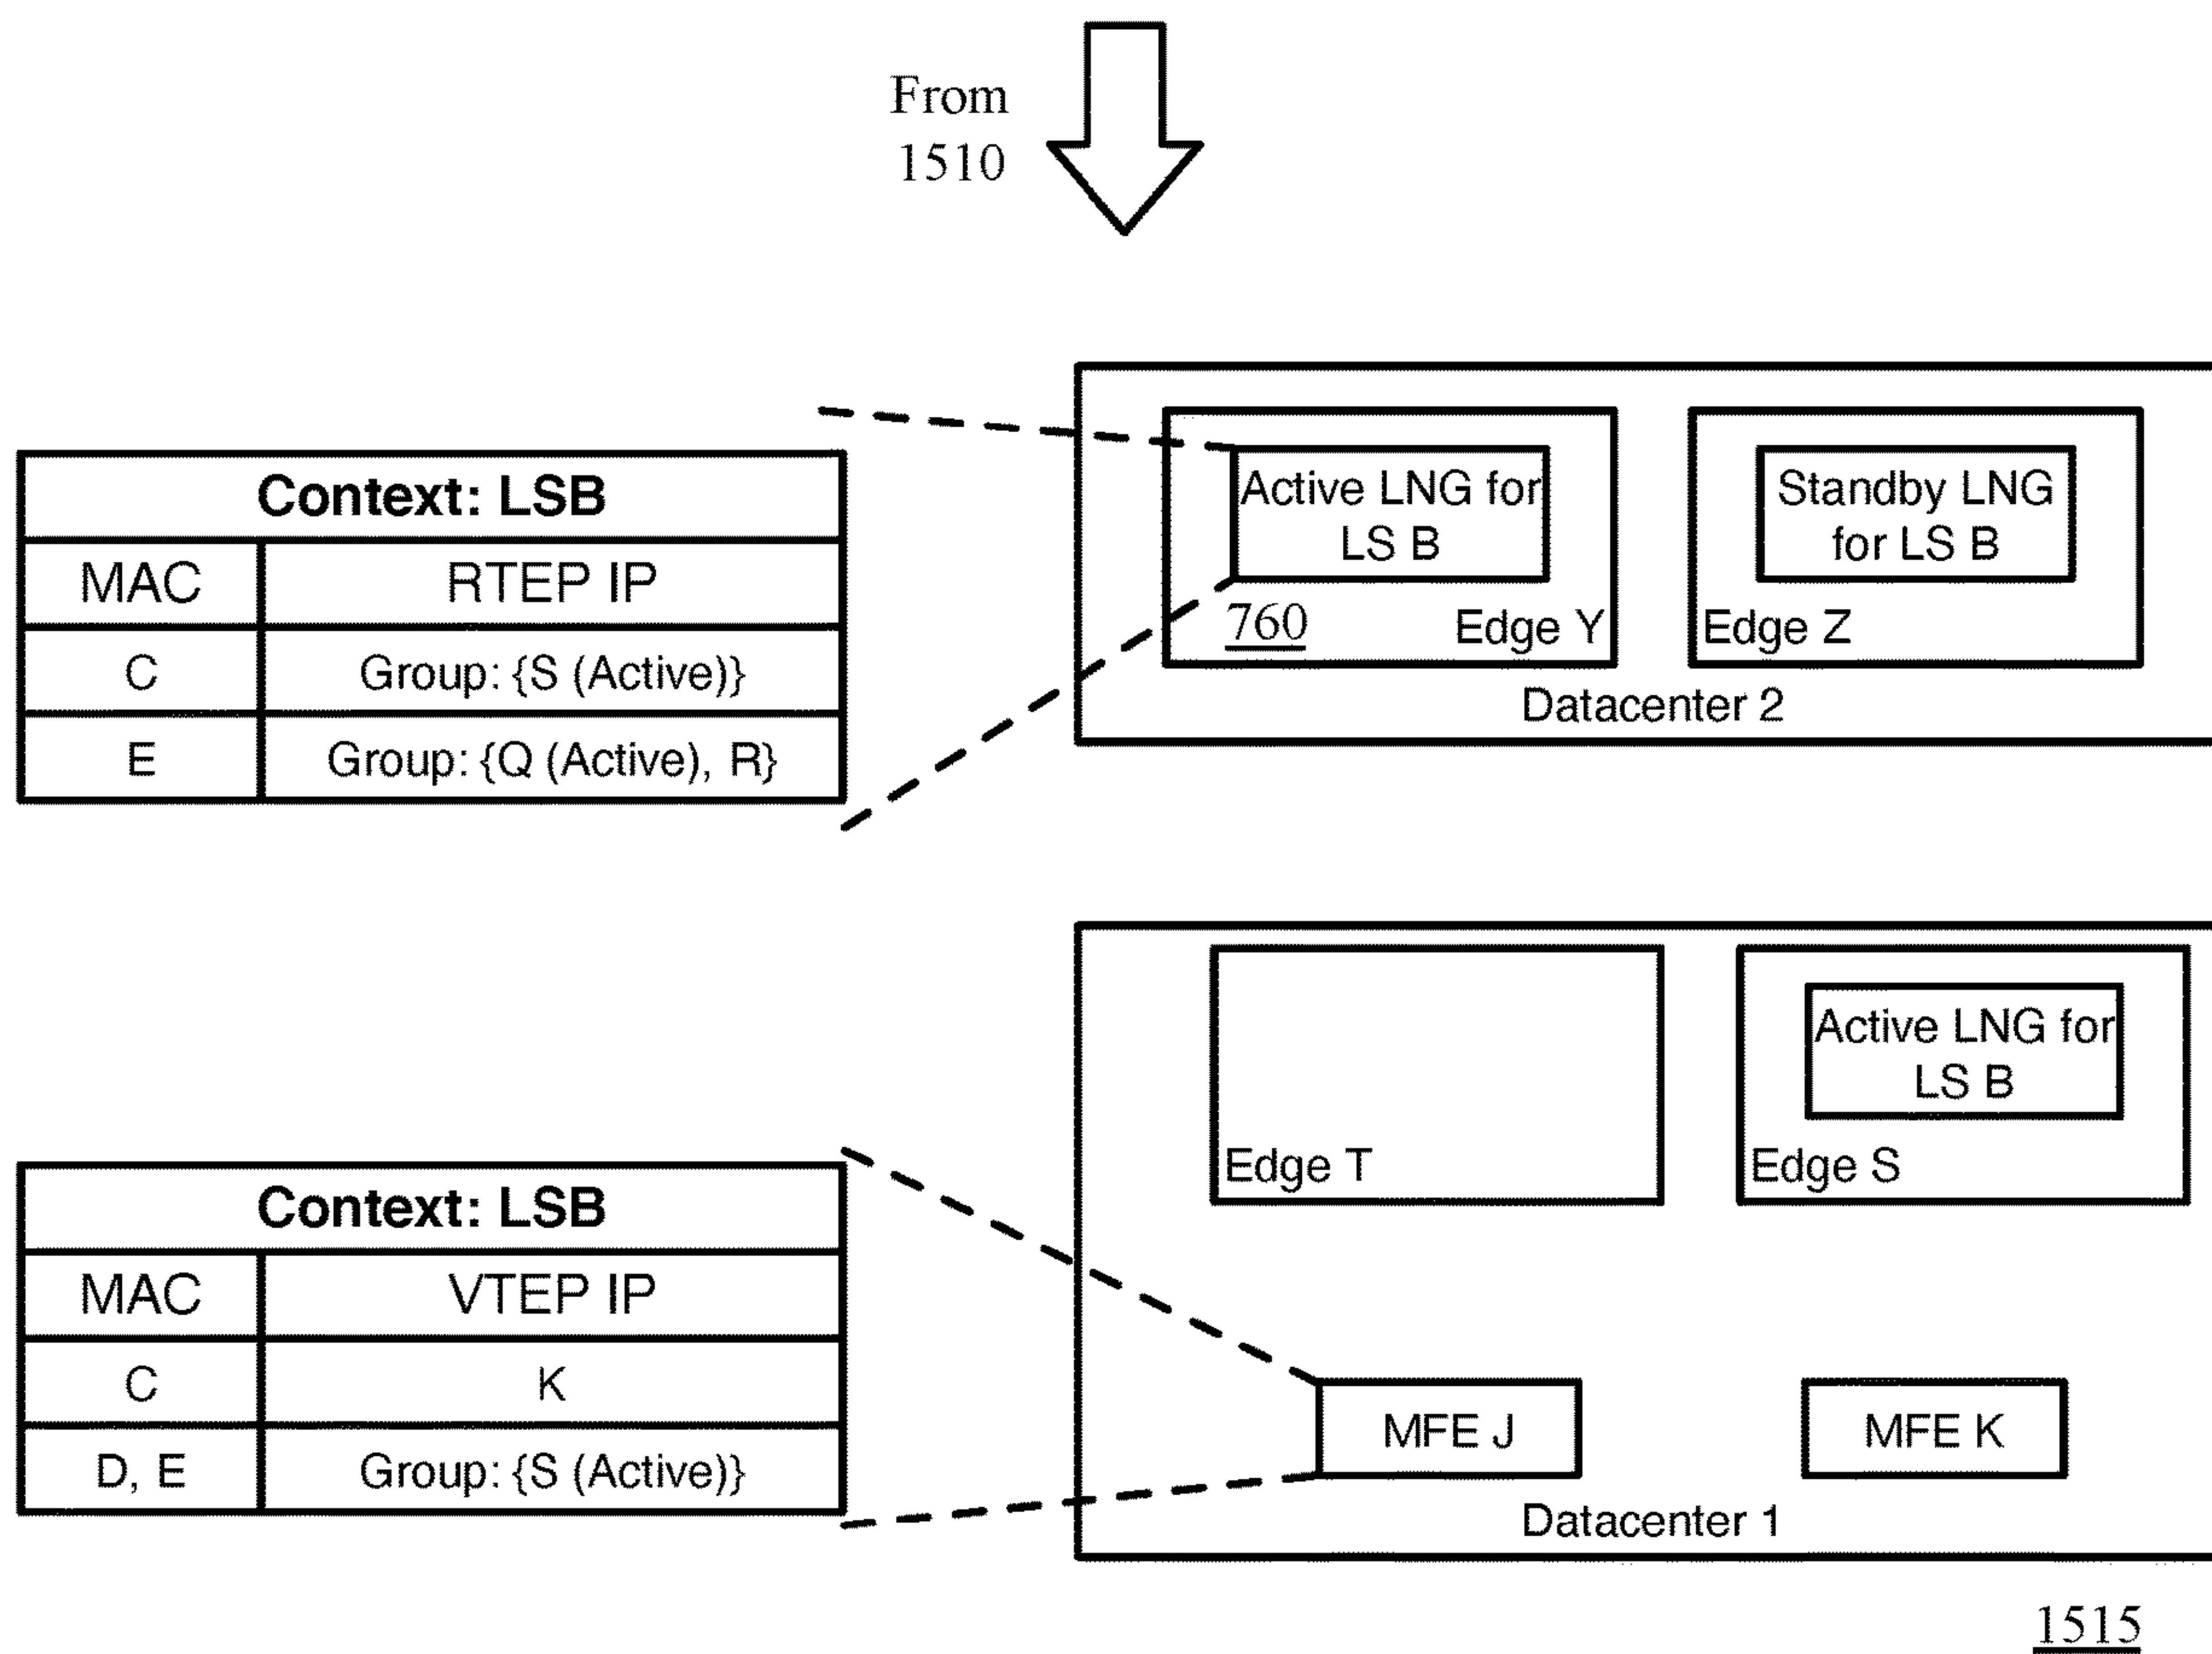 From
1510
Context: LSB
MAC RTEP IP
C Group: {S (Active)}
E Group: {Q (Active), R}
Active LNG for
LS B
760
Edge Y
Standby LNG
for LS B
Edge Z
Datacenter 2
Context: LSB
MAC VTEP IP
C K
D, E Group: {S (Active)}
Edge T
Active LNG for
LS B
Edge S
MFE J
MFE K
Datacenter 1
1515